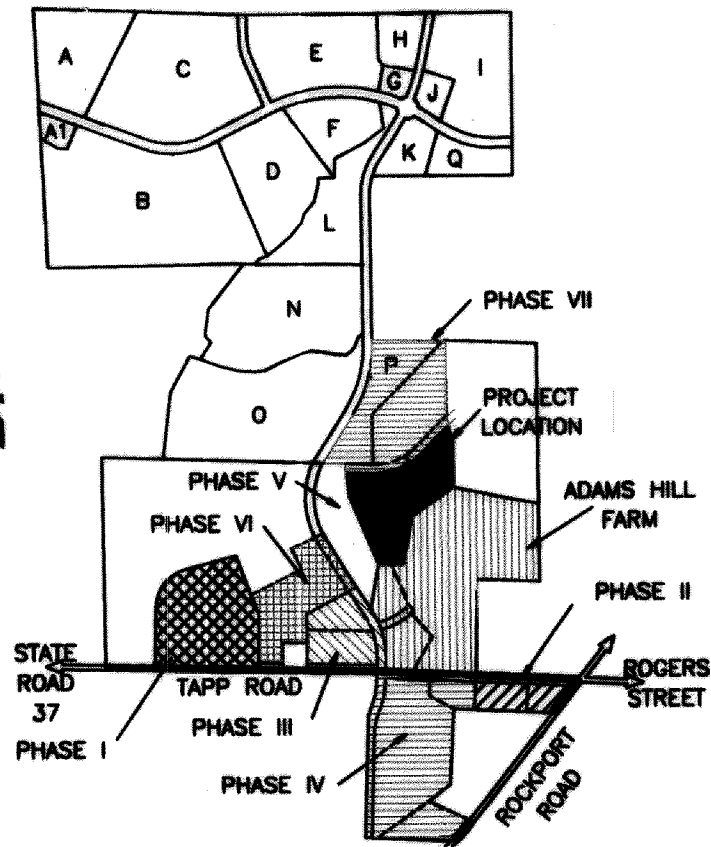 A
C
E
H
I
G
J
A1
F
K
Q
D
B
L
N
PHASE VII
P
PROJECT
LOCATION
O
PHASE V
ADAMS HILL
FARM
PHASE VI
PHASE II
STATE
ROAD
37
TAPP ROAD
ROGERS
STREET
PHASE III
PHASE I
PHASE IV
ROCKPORT
ROAD